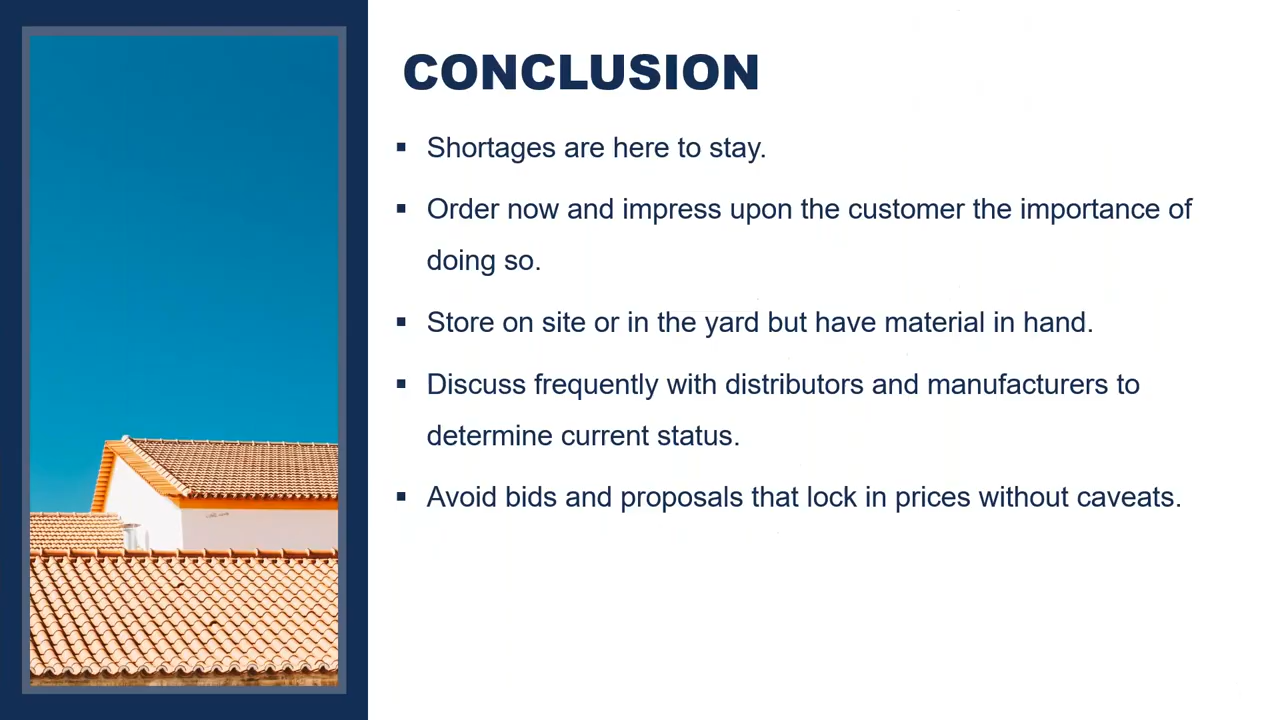 CONCLUSION
▪ Shortages are here to stay.
▪ Order now and impress upon the customer the importance of
doing so.
▪ Store on site or in the yard but have material in hand.
▪ Discuss frequently with distributors and manufacturers to
determine current status.
▪ Avoid bids and proposals that lock in prices without caveats.